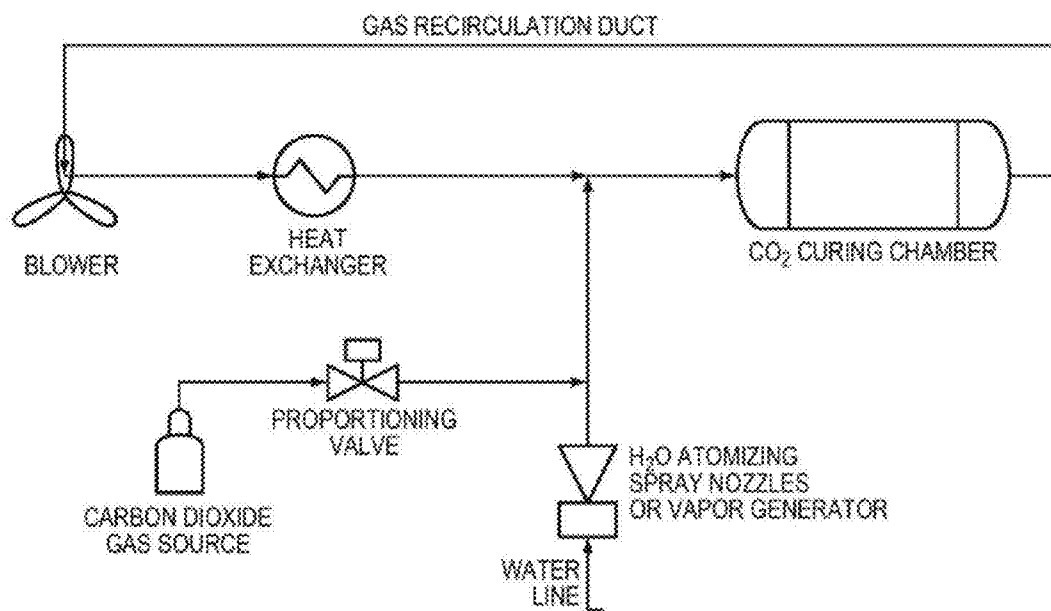 GAS RECIRCULATION DUCT
BLOWER
HEAT
EXCHANGER
CO₂ CURING CHAMBER
PROPORTIONING
VALVE
CARBON DIOXIDE
GAS SOURCE
H₂O ATOMIZING
SPRAY NOZZLES
OR VAPOR GENERATOR
WATER
LINE